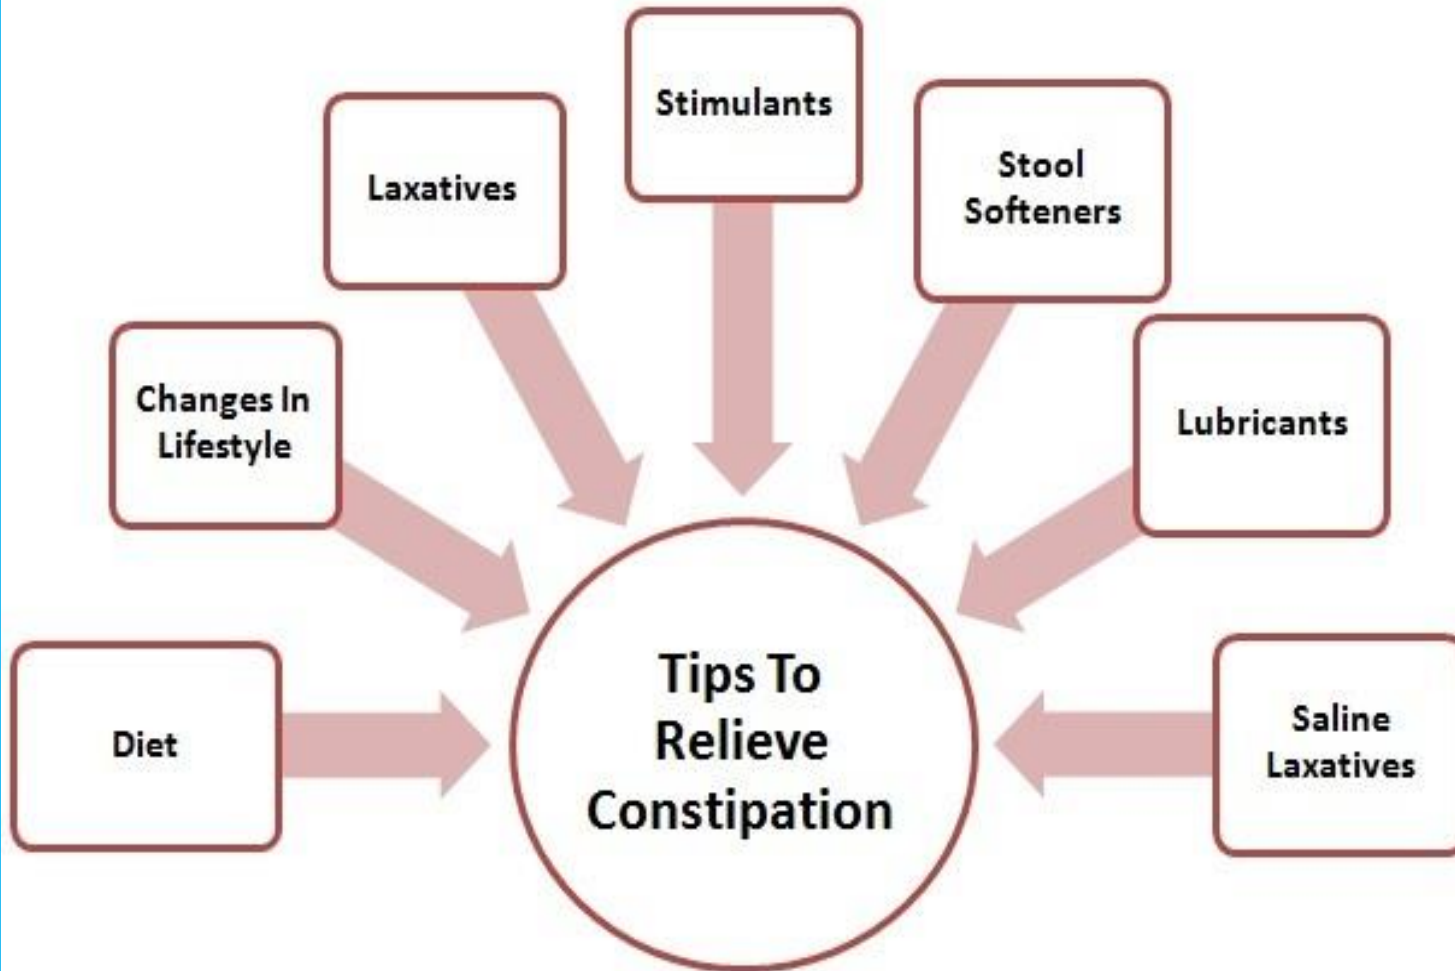 Stimulants
Laxatives
Stool
Softeners
Changes In
Lifestyle
Lubricants
Diet
Tips To
Relieve
Constipation
Saline
Laxatives